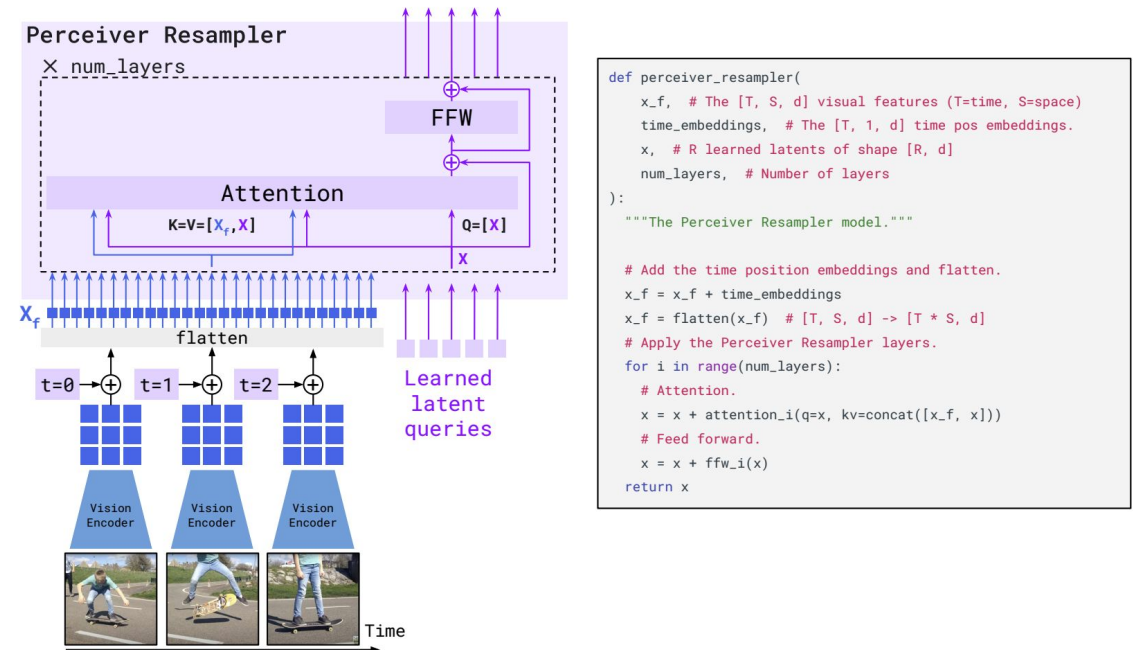 Perceiver Resampler
× num_layers
FFW
Attention
K=V=[Xf,X]
Q=[X]
X
Xf
flatten
t=0
t=1
t=2
Learned
latent
queries
Vision
Encoder
Vision
Encoder
Vision
Encoder
Time
def perceiver_resampler(
    x_f,  # The [T, S, d] visual features (T=time, S=space)
    time_embeddings,  # The [T, 1, d] time pos embeddings.
    x,  # R learned latents of shape [R, d]
    num_layers,  # Number of layers
):
  """The Perceiver Resampler model."""
  # Add the time position embeddings and flatten.
  x_f = x_f + time_embeddings
  x_f = flatten(x_f)  # [T, S, d] -> [T * S, d]
  # Apply the Perceiver Resampler layers.
  for i in range(num_layers):
    # Attention.
    x = x + attention_i(q=x, kv=concat([x_f, x]))
    # Feed forward.
    x = x + ffw_i(x)
  return x